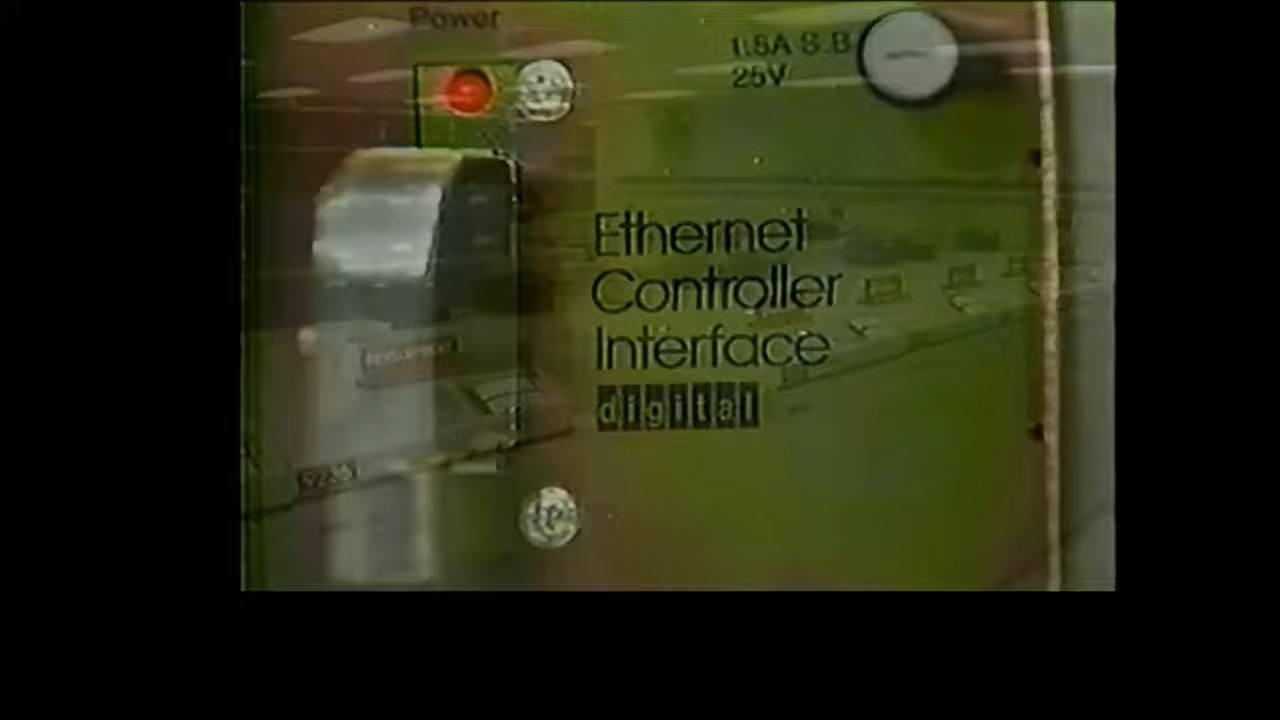 Power
1.5A S.B
25V
Ethernet
Controller
Interface
digital